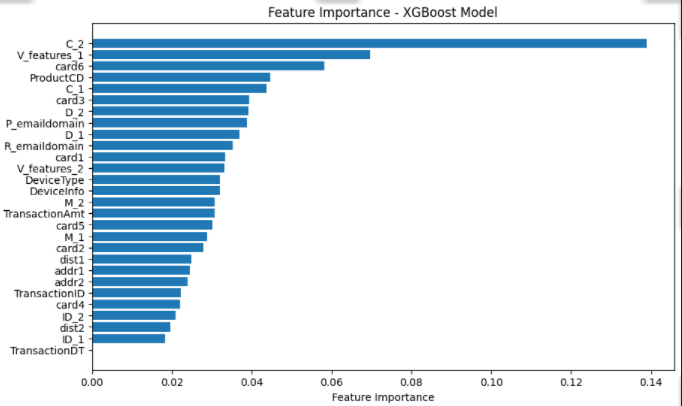 Feature Importance - XGBoost Model
C_2
V_features_1
card6
ProductCD
C_1
card3
D_2
P_emaildomain
D_1
R_emaildomain
card1
V_features_2
DeviceType
DeviceInfo
M_2
TransactionAmt
card5
M_1
card2
dist1
addr1
addr2
TransactionID
card4
ID_2
dist2
ID_1
TransactionDT
0.00 0.02 0.04 0.06 0.08 0.10 0.12 0.14
Feature Importance